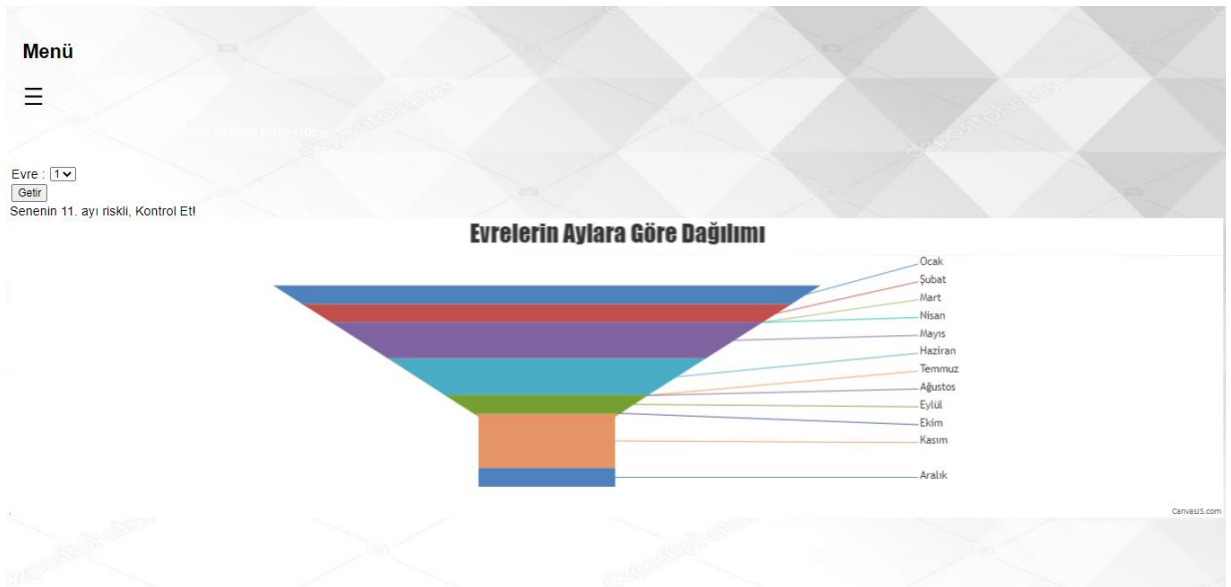 Menü
☰
Evre : 1
Getir
Senenin 11. ayı riskli, Kontrol Et!
Evrelerin Aylara Göre Dağılımı
Ocak
Şubat
Mart
Nisan
Mayıs
Haziran
Temmuz
Ağustos
Eylül
Ekim
Kasım
Aralık
CanvasJS.com
depositphotos